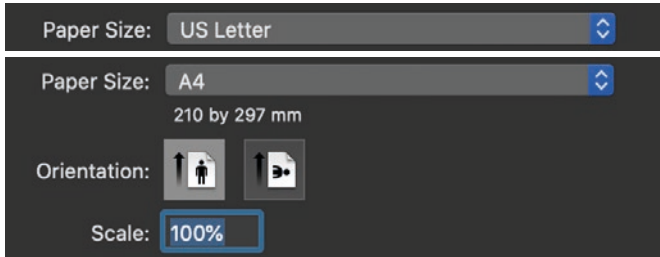 Paper Size: US Letter
Paper Size: A4
210 by 297 mm
Orientation:
Scale: 100%